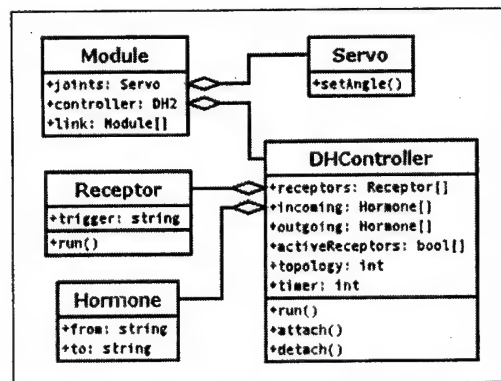 Module
+joints: Servo
+controller: DH2
+link: Module[]
Servo
+setAngle()
Receptor
+trigger: string
+run()
Hormone
+from: string
+to: string
DHController
+receptors: Receptor[]
+incoming: Hormone[]
+outgoing: Hormone[]
+activeReceptors: bool[]
+topology: int
+timer: int
+run()
+attach()
+detach()